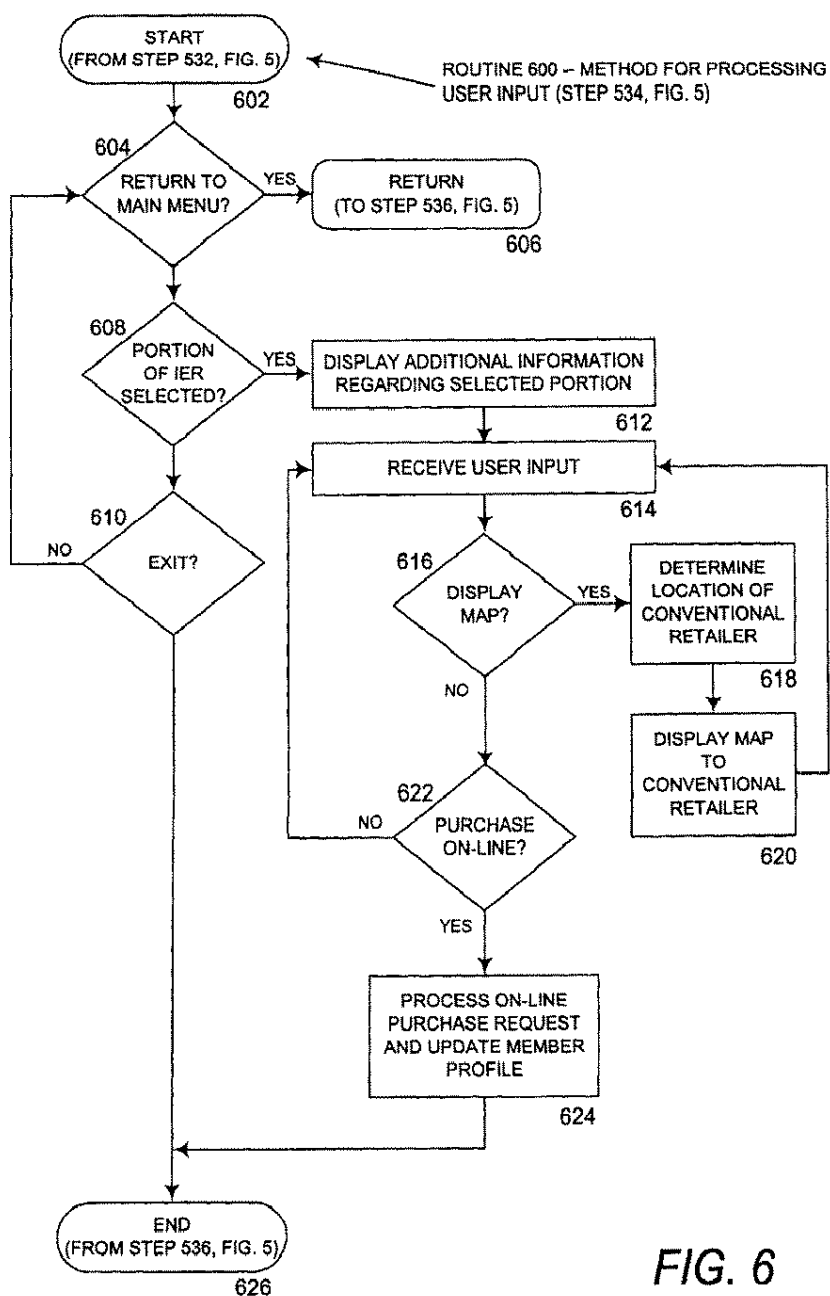 START
(FROM STEP 532, FIG. 5)
602
ROUTINE 600 – METHOD FOR PROCESSING
USER INPUT (STEP 534, FIG. 5)
604
RETURN TO
MAIN MENU?
YES
RETURN
(TO STEP 536, FIG. 5)
606
608
PORTION
OF IER
SELECTED?
YES
DISPLAY ADDITIONAL INFORMATION
REGARDING SELECTED PORTION
612
RECEIVE USER INPUT
614
610
EXIT?
NO
616
DISPLAY
MAP?
YES
NO
DETERMINE
LOCATION OF
CONVENTIONAL
RETAILER
618
DISPLAY MAP
TO
CONVENTIONAL
RETAILER
620
622
PURCHASE
ON-LINE?
NO
YES
PROCESS ON-LINE
PURCHASE REQUEST
AND UPDATE MEMBER
PROFILE
624
END
(FROM STEP 536, FIG. 5)
626
FIG. 6